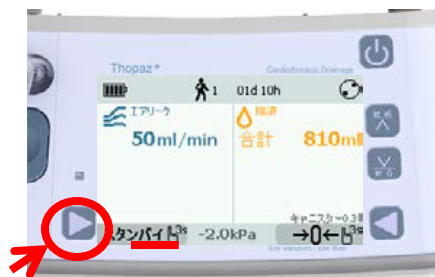 Thopaz+
Cardiothoracic Drainage
1 01d 10h
エアリーク
50ml/min
排液
合計 810ml
キャニスター0.3l
スタンバイ 3s -2.0kPa →0← 3s